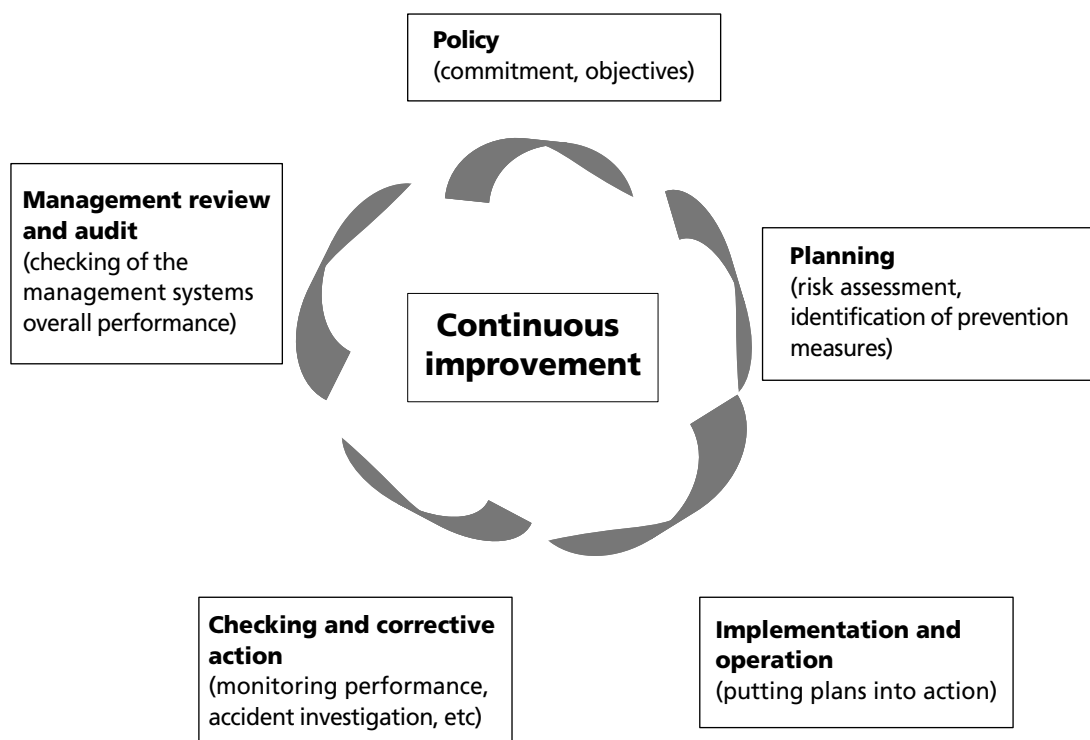 Policy
(commitment, objectives)
Management review
and audit
(checking of the
management systems
overall performance)
Planning
(risk assessment,
identification of prevention
measures)
Continuous
improvement
Checking and corrective
action
(monitoring performance,
accident investigation, etc)
Implementation and
operation
(putting plans into action)